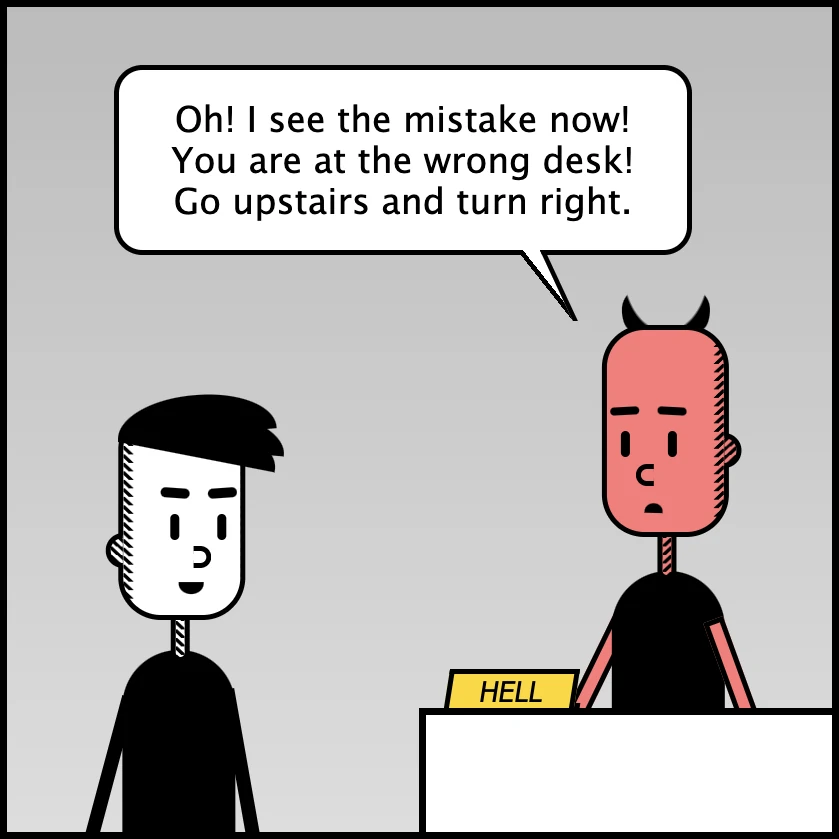 Oh! I see the mistake now!
You are at the wrong desk!
Go upstairs and turn right.
HELL